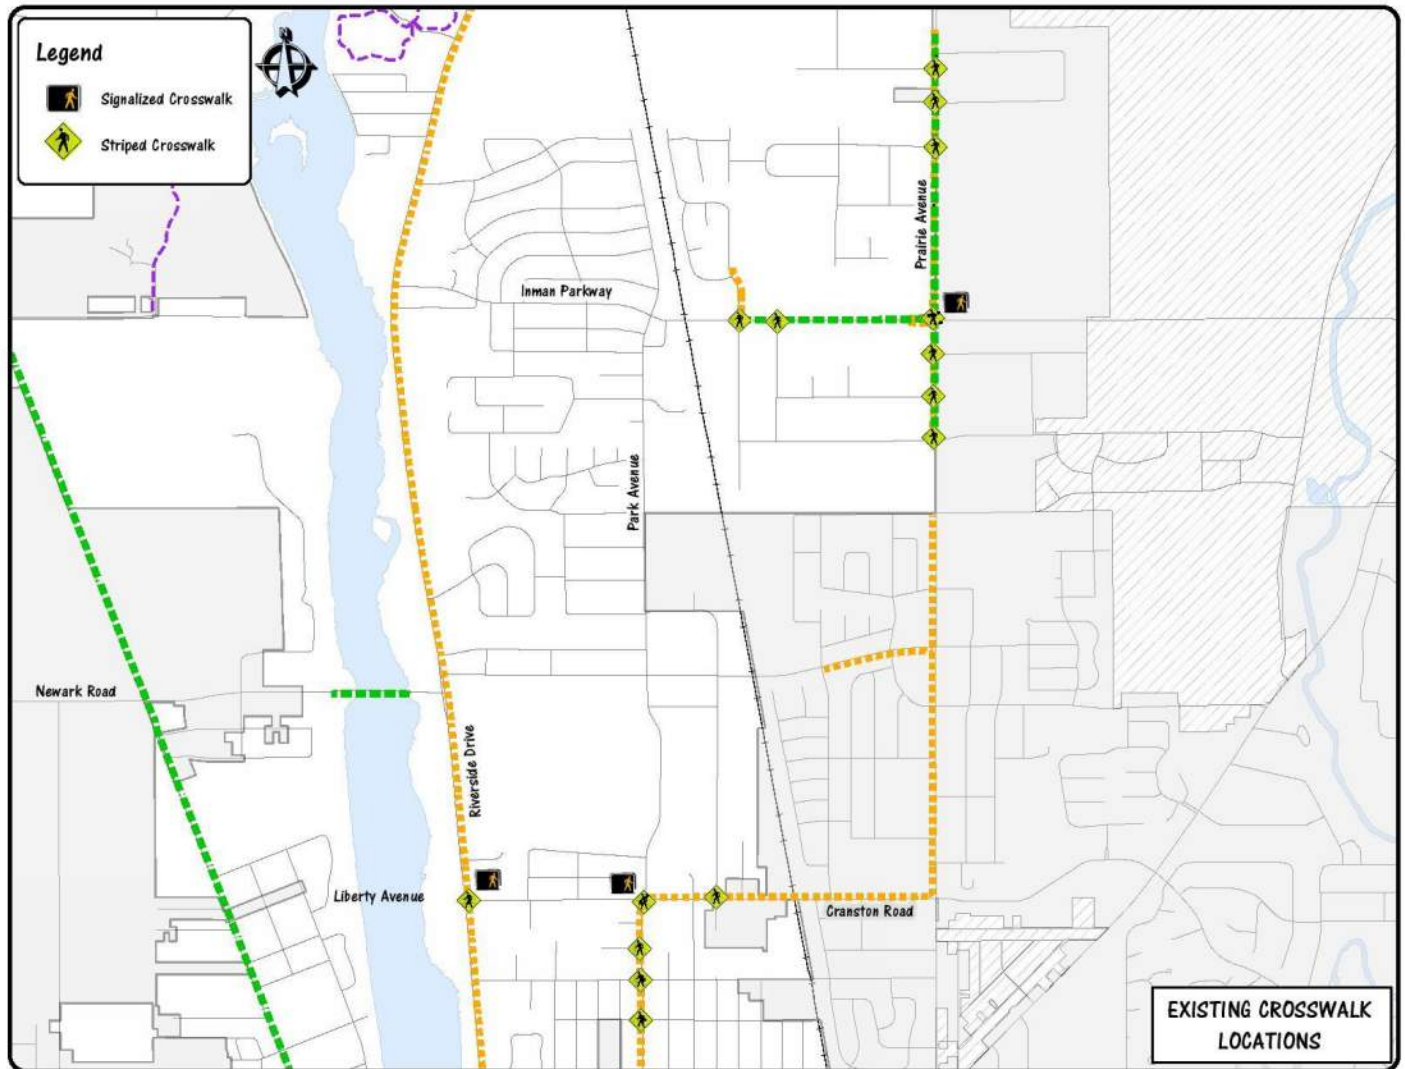 Legend
N
Signalized Crosswalk
Striped Crosswalk
Prairie Avenue
Inman Parkway
Park Avenue
Newark Road
Riverside Drive
Liberty Avenue
Cranston Road
EXISTING CROSSWALK
LOCATIONS